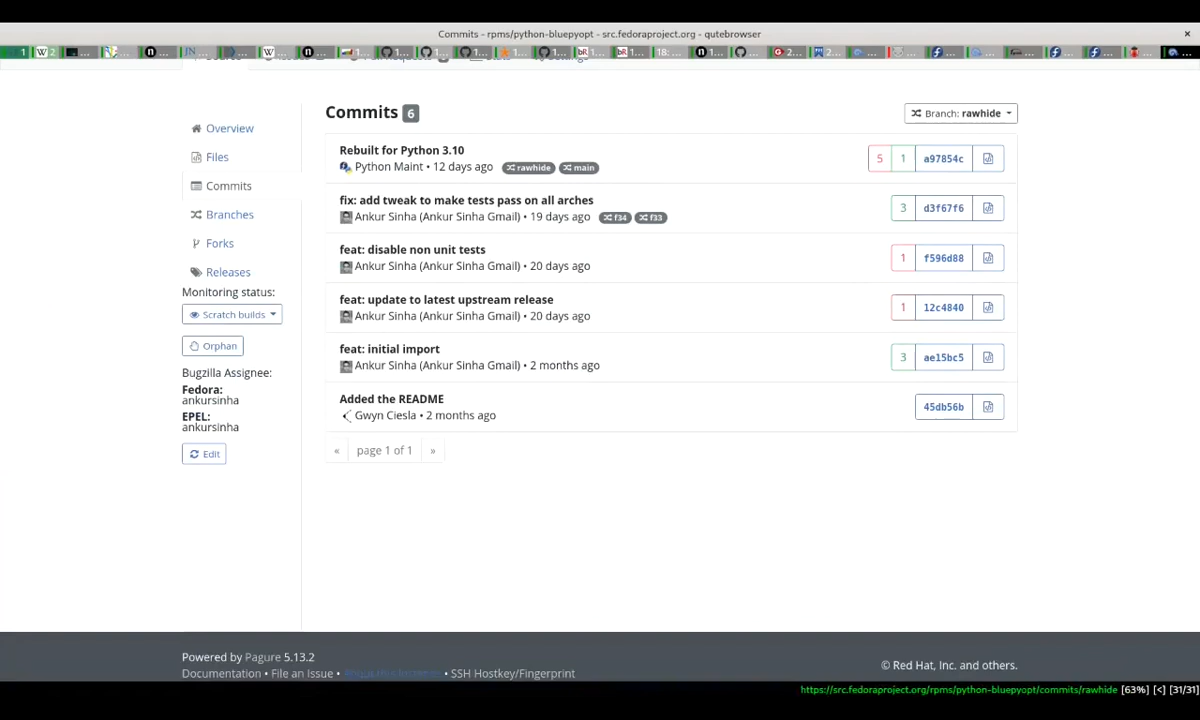 Commits - rpms/python-bluepyopt - src.fedoraproject.org - qutebrowser
Commits 6
Branch: rawhide
Overview
Files
Commits
Branches
Forks
Releases
Monitoring status:
Scratch builds
Orphan
Bugzilla Assignee:
Fedora:
ankursinha
EPEL:
ankursinha
Edit
Rebuilt for Python 3.10
Python Maint • 12 days ago rawhide main
5 1 a97854c
fix: add tweak to make tests pass on all arches
Ankur Sinha (Ankur Sinha Gmail) • 19 days ago f34 f33
3 d3f67f6
feat: disable non unit tests
Ankur Sinha (Ankur Sinha Gmail) • 20 days ago
1 f596d88
feat: update to latest upstream release
Ankur Sinha (Ankur Sinha Gmail) • 20 days ago
1 12c4840
feat: initial import
Ankur Sinha (Ankur Sinha Gmail) • 2 months ago
3 ae15bc5
Added the README
Gwyn Ciesla • 2 months ago
45db56b
« page 1 of 1 »
Powered by Pagure 5.13.2
Documentation • File an Issue • • SSH Hostkey/Fingerprint
© Red Hat, Inc. and others.
https://src.fedoraproject.org/rpms/python-bluepyopt/commits/rawhide [63%] [<] [31/31]